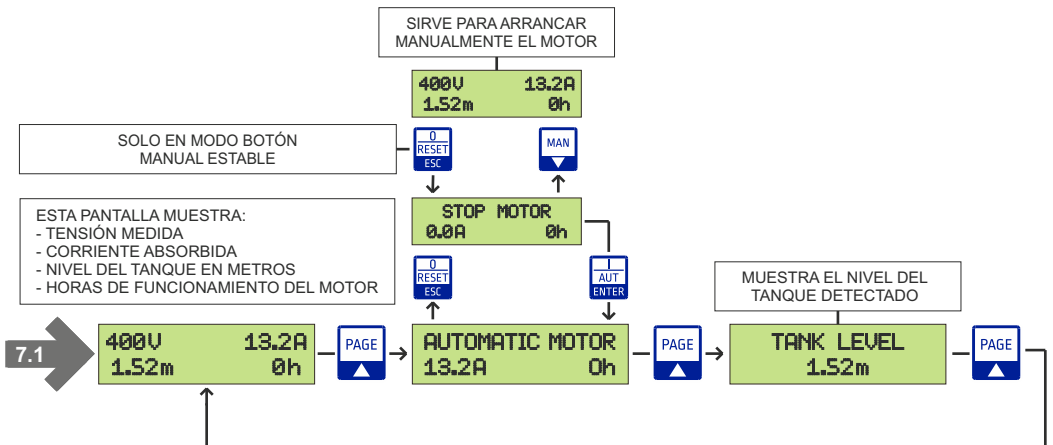 SIRVE PARA ARRANCAR
MANUALMENTE EL MOTOR
400V 13.2A
1.52m 0h
SOLO EN MODO BOTÓN
MANUAL ESTABLE
0
RESET
ESC
MAN
ESTA PANTALLA MUESTRA:
- TENSIÓN MEDIDA
- CORRIENTE ABSORBIDA
- NIVEL DEL TANQUE EN METROS
- HORAS DE FUNCIONAMIENTO DEL MOTOR
STOP MOTOR
0.0A 0h
0
RESET
ESC
I
AUT
ENTER
MUESTRA EL NIVEL DEL
TANQUE DETECTADO
7.1
400V 13.2A
1.52m 0h
PAGE
AUTOMATIC MOTOR
13.2A 0h
PAGE
TANK LEVEL
1.52m
PAGE